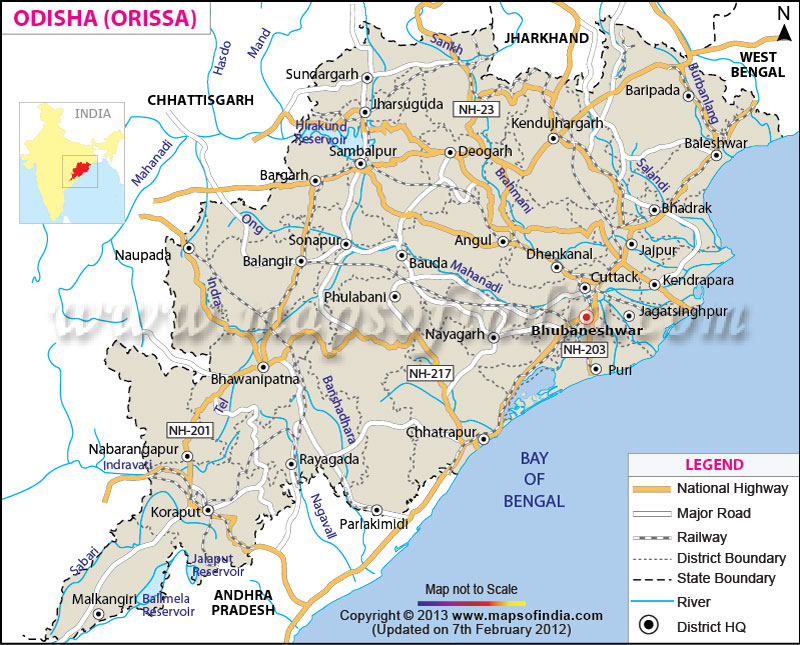 ODISHA (ORISSA)
N
JHARKHAND
WEST
BENGAL
CHHATTISGARH
INDIA
Hasdo
Mand
Sankh
Mahanadi
Sundargarh
Jharsuguda
NH-23
Hirakund
Reservoir
Sambalpur
Deogarh
Kendujhargarh
Baripada
Burbanlang
Baleshwar
Bargarh
Brahmani
Salandi
Bhadrak
Ong
Naupada
Sonapur
Balangir
Bauda
Angul
Dhenkanal
Jajpur
Mahanadi
Cuttack
Kendrapara
Indra
Phulabani
Jagatsinghpur
www.mapsofindia.com
Nayagarh
Bhubaneshwar
NH-203
Puri
Bhawanipatna
NH-217
Tel
Banshadhara
NH-201
Chhatrapur
Nabarangapur
Indravati
Rayagada
BAY
OF
BENGAL
Koraput
Nagavali
Parlakimidi
Sabari
Jalaput
Reservoir
Malkangiri
Balimela
Reservoir
ANDHRA
PRADESH
LEGEND
National Highway
Major Road
Railway
District Boundary
State Boundary
River
District HQ
Map not to Scale
Copyright © 2013 www.mapsofindia.com
(Updated on 7th February 2012)